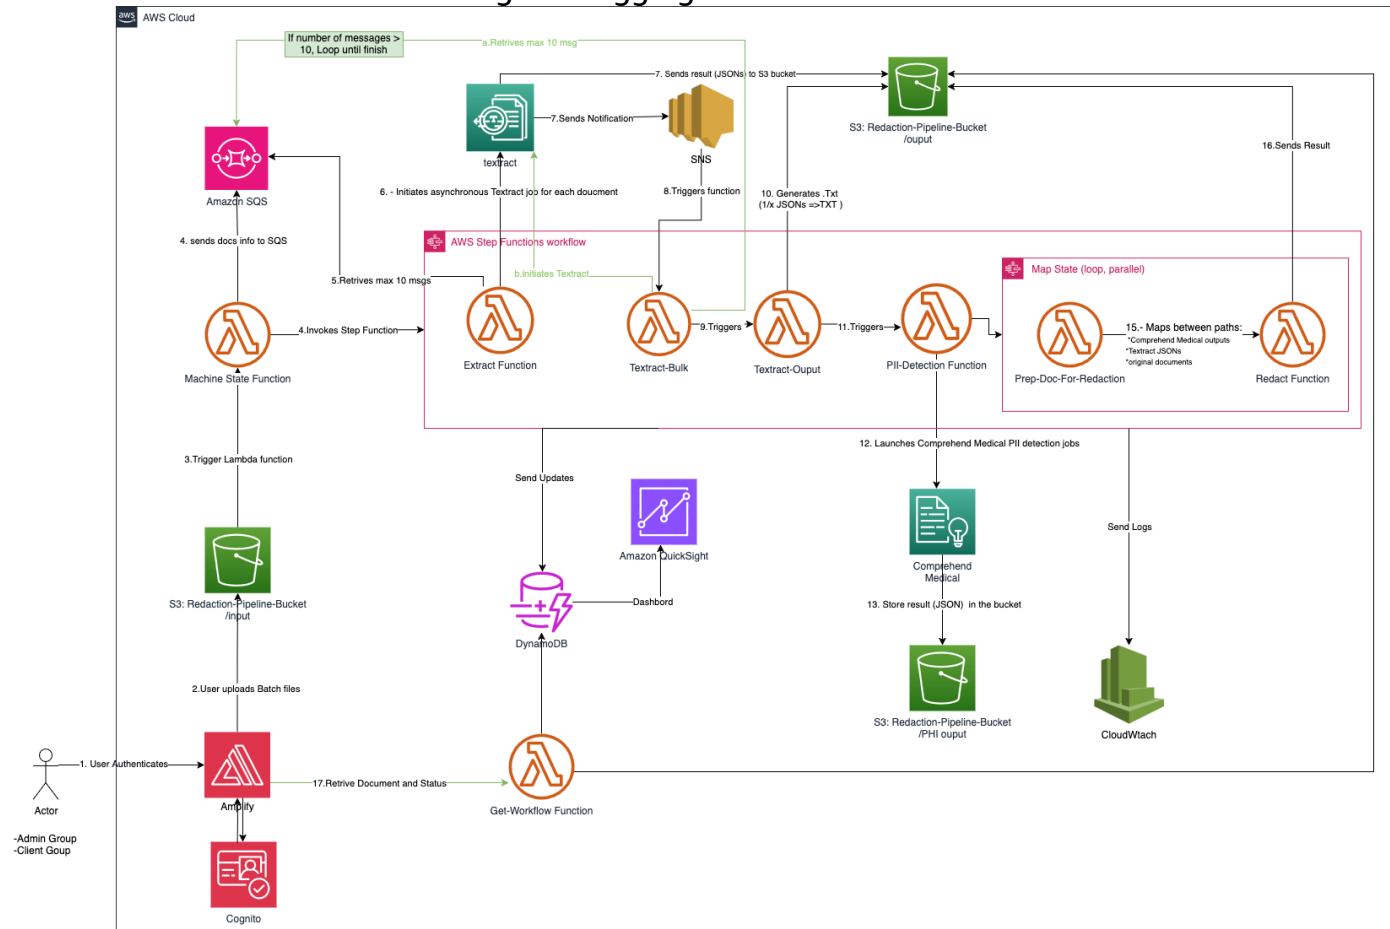 aws
AWS Cloud
If number of messages >
10, Loop until finish
a.Retrives max 10 msg
7. Sends result (JSONs) to S3 bucket
7.Sends Notification
textract
SNS
S3: Redaction-Pipeline-Bucket
/ouput
16.Sends Result
Amazon SQS
6. - Initiates asynchronous Textract job for each doucment
8.Triggers function
10. Generates .Txt
(1/x JSONs =>TXT )
4. sends docs info to SQS
AWS Step Functions workflow
5.Retrives max 10 msgs
b.initiates Textract
Map State (loop, parallel)
4.Invokes Step Function
9.Triggers
11.Triggers
15.- Maps between paths:
*Comprehend Medical outputs
*Textract JSONs
*original documents
Machine State Function
Extract Function
Textract-Bulk
Textract-Ouput
PII-Detection Function
Prep-Doc-For-Redaction
Redact Function
3.Trigger Lambda function
12. Launches Comprehend Medical PII detection jobs
Send Updates
Send Logs
Amazon QuickSight
Comprehend
Medical
S3: Redaction-Pipeline-Bucket
/input
Dashbord
13. Store result (JSON) in the bucket
DynamoDB
2.User uploads Batch files
S3: Redaction-Pipeline-Bucket
/PHI ouput
CloudWtach
1. User Authenticates
17.Retrive Document and Status
Actor
Amplify
Get-Workflow Function
-Admin Group
-Client Goup
Cognito